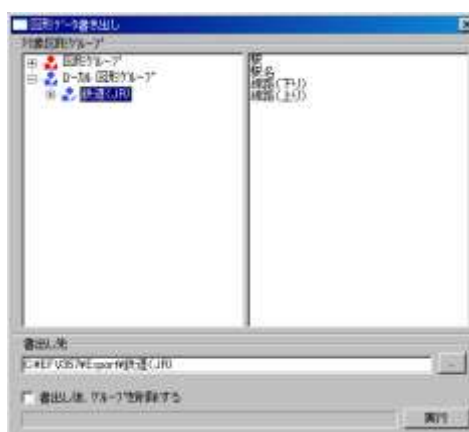 図形ﾃﾞｰﾀ書き出し
対象図形ｸﾞﾙｰﾌﾟ
図形ｸﾞﾙｰﾌﾟ
ﾛｰｶﾙ 図形ｸﾞﾙｰﾌﾟ
鉄道(JR)
駅
駅名
線路(下り)
線路(上り)
書出し先
鉄道(JR)
...
書出し後、ｸﾞﾙｰﾌﾟを削除する
実行